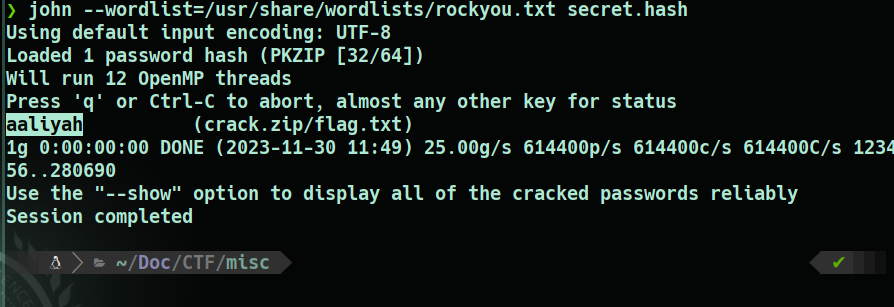 ❯ john --wordlist=/usr/share/wordlists/rockyou.txt secret.hash
Using default input encoding: UTF-8
Loaded 1 password hash (PKZIP [32/64])
Will run 12 OpenMP threads
Press 'q' or Ctrl-C to abort, almost any other key for status
aaliyah          (crack.zip/flag.txt)
1g 0:00:00:00 DONE (2023-11-30 11:49) 25.00g/s 614400p/s 614400c/s 614400C/s 1234
56..280690
Use the "--show" option to display all of the cracked passwords reliably
Session completed
~/Doc/CTF/misc ✔